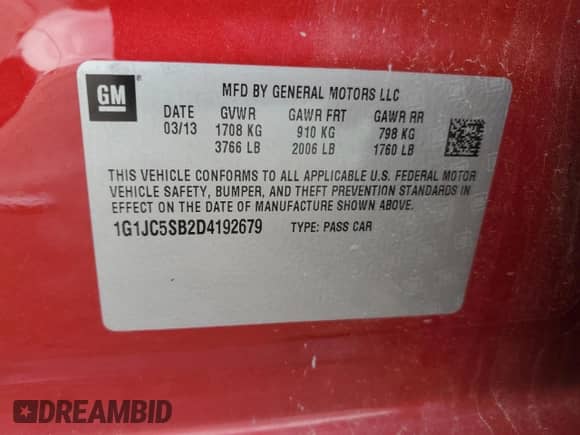 GM
MFD BY GENERAL MOTORS LLC
DATE GVWR GAWR FRT GAWR RR
03/13 1708 KG 910 KG 798 KG
3766 LB 2006 LB 1760 LB
THIS VEHICLE CONFORMS TO ALL APPLICABLE U.S. FEDERAL MOTOR
VEHICLE SAFETY, BUMPER, AND THEFT PREVENTION STANDARDS IN
EFFECT ON THE DATE OF MANUFACTURE SHOWN ABOVE.
1G1JC5SB2D4192679 TYPE: PASS CAR
DREAMBID